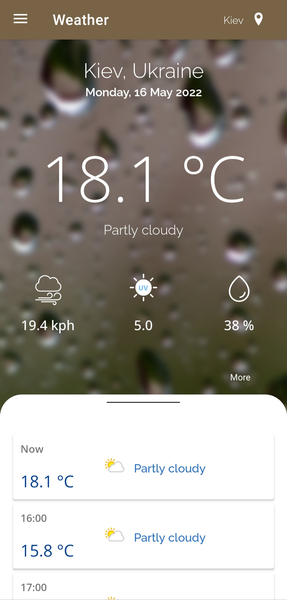 Weather
Kiev
Kiev, Ukraine
Monday, 16 May 2022
18.1 °C
Partly cloudy
UV
19.4 kph
5.0
38 %
More
Now
18.1 °C
Partly cloudy
16:00
15.8 °C
Partly cloudy
17:00